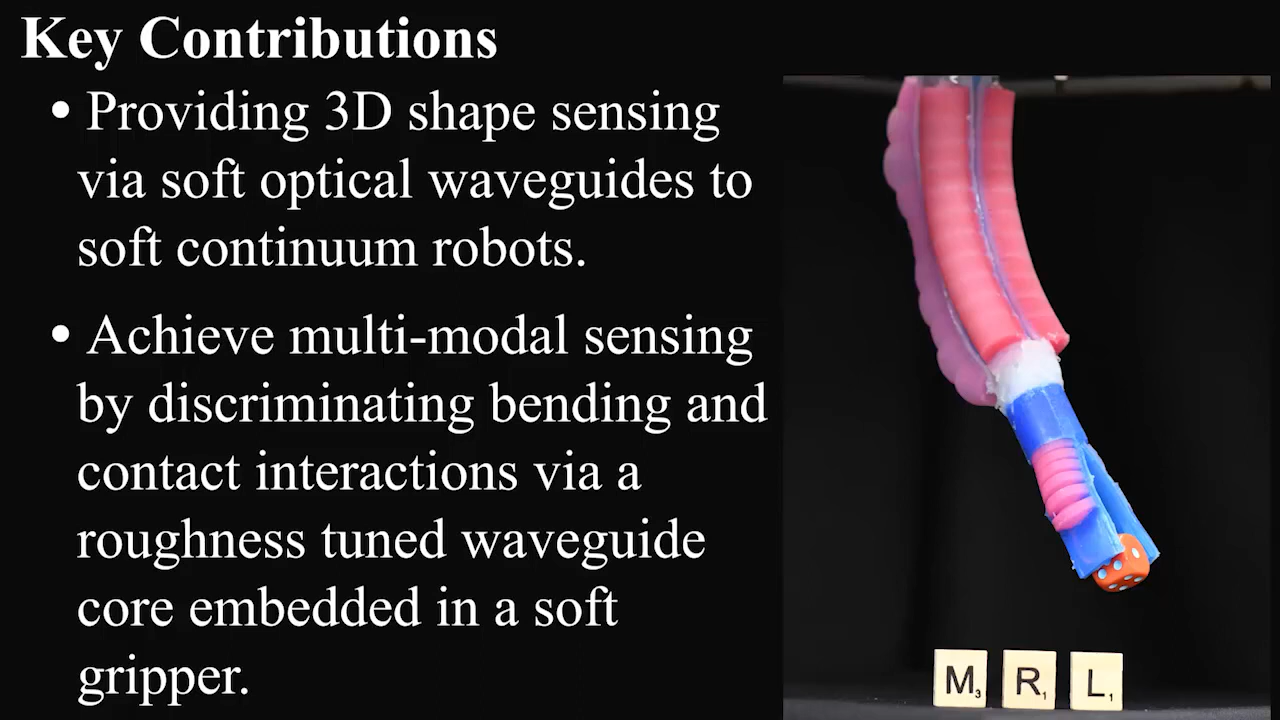 Key Contributions
• Providing 3D shape sensing
via soft optical waveguides to
soft continuum robots.
• Achieve multi-modal sensing
by discriminating bending and
contact interactions via a
roughness tuned waveguide
core embedded in a soft
gripper.
M₃ R₁ L₁